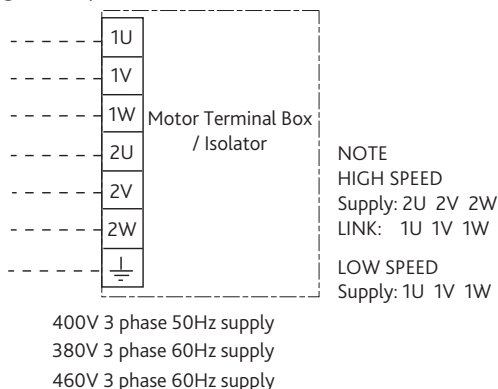 1U
1V
1W
2U
2V
2W
Motor Terminal Box
/ Isolator
NOTE
HIGH SPEED
Supply: 2U 2V 2W
LINK: 1U 1V 1W
LOW SPEED
Supply: 1U 1V 1W
400V 3 phase 50Hz supply
380V 3 phase 60Hz supply
460V 3 phase 60Hz supply